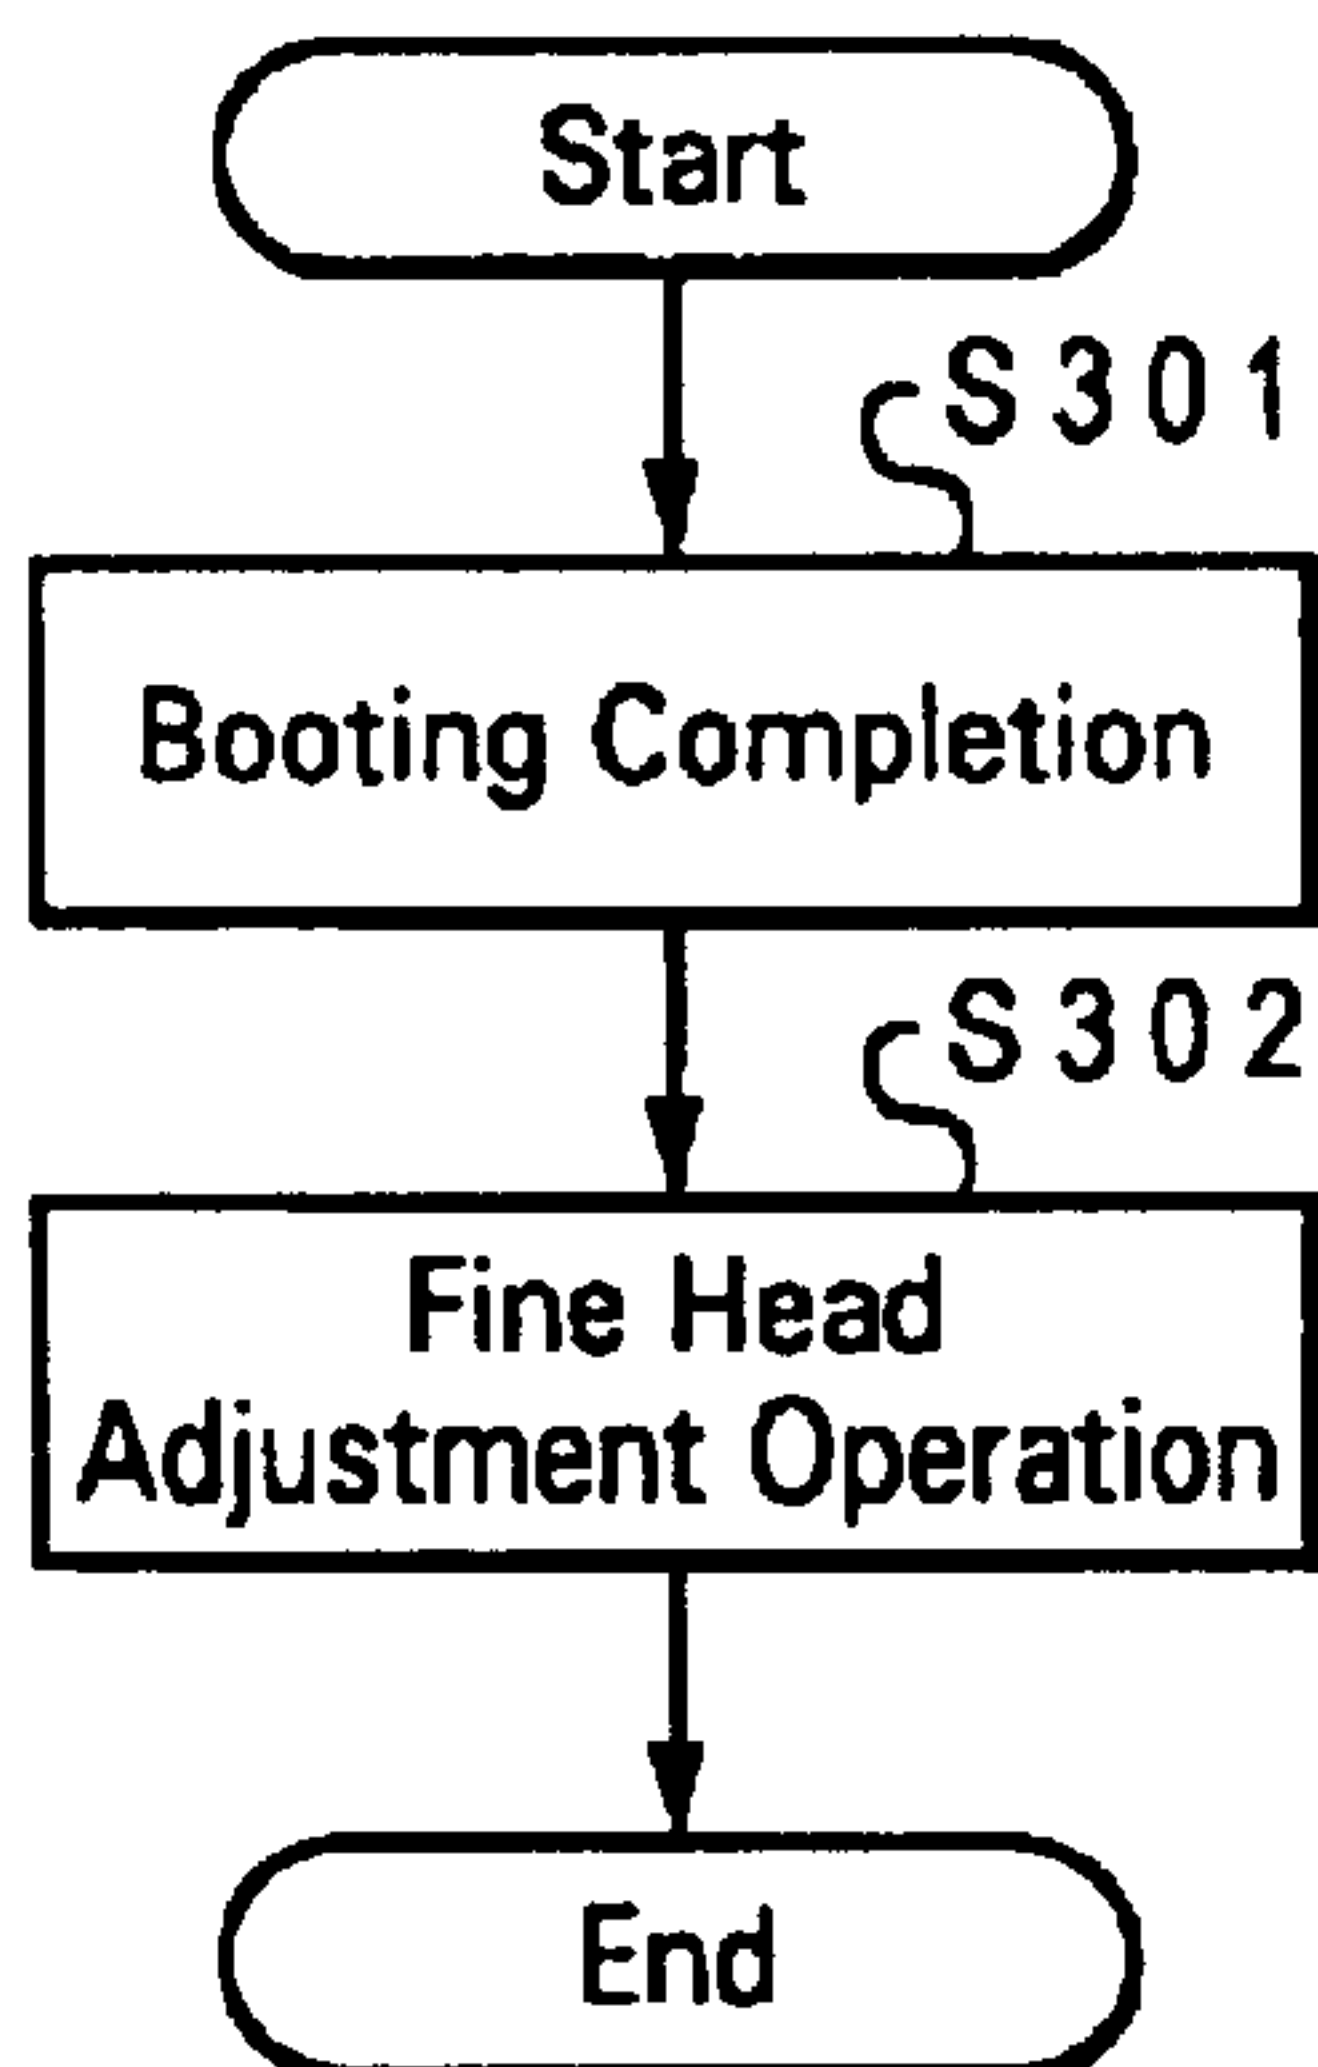 Start
S301
Booting Completion
S302
Fine Head
Adjustment Operation
End